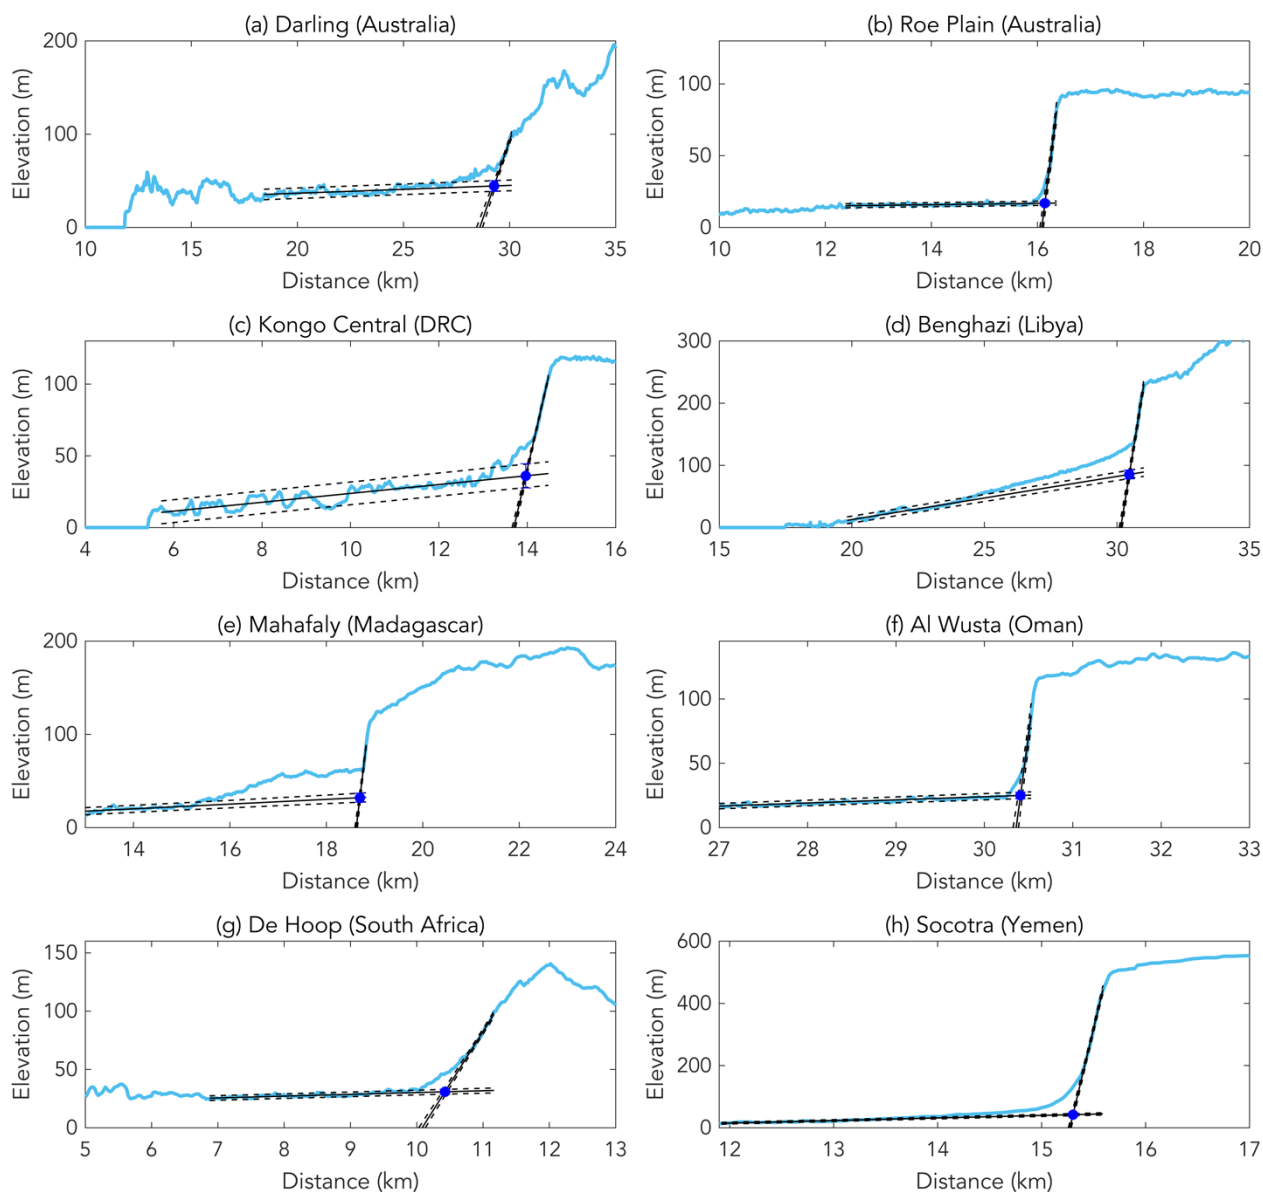 (a) Darling (Australia)
200
100
0
Elevation (m)
10 15 20 25 30 35
Distance (km)
(b) Roe Plain (Australia)
100
50
0
Elevation (m)
10 12 14 16 18 20
Distance (km)
(c) Kongo Central (DRC)
100
50
0
Elevation (m)
4 6 8 10 12 14 16
Distance (km)
(d) Benghazi (Libya)
300
200
100
0
Elevation (m)
15 20 25 30 35
Distance (km)
(e) Mahafaly (Madagascar)
200
100
0
Elevation (m)
14 16 18 20 22 24
Distance (km)
(f) Al Wusta (Oman)
100
50
0
Elevation (m)
27 28 29 30 31 32 33
Distance (km)
(g) De Hoop (South Africa)
150
100
50
0
Elevation (m)
5 6 7 8 9 10 11 12 13
Distance (km)
(h) Socotra (Yemen)
600
400
200
0
Elevation (m)
12 13 14 15 16 17
Distance (km)